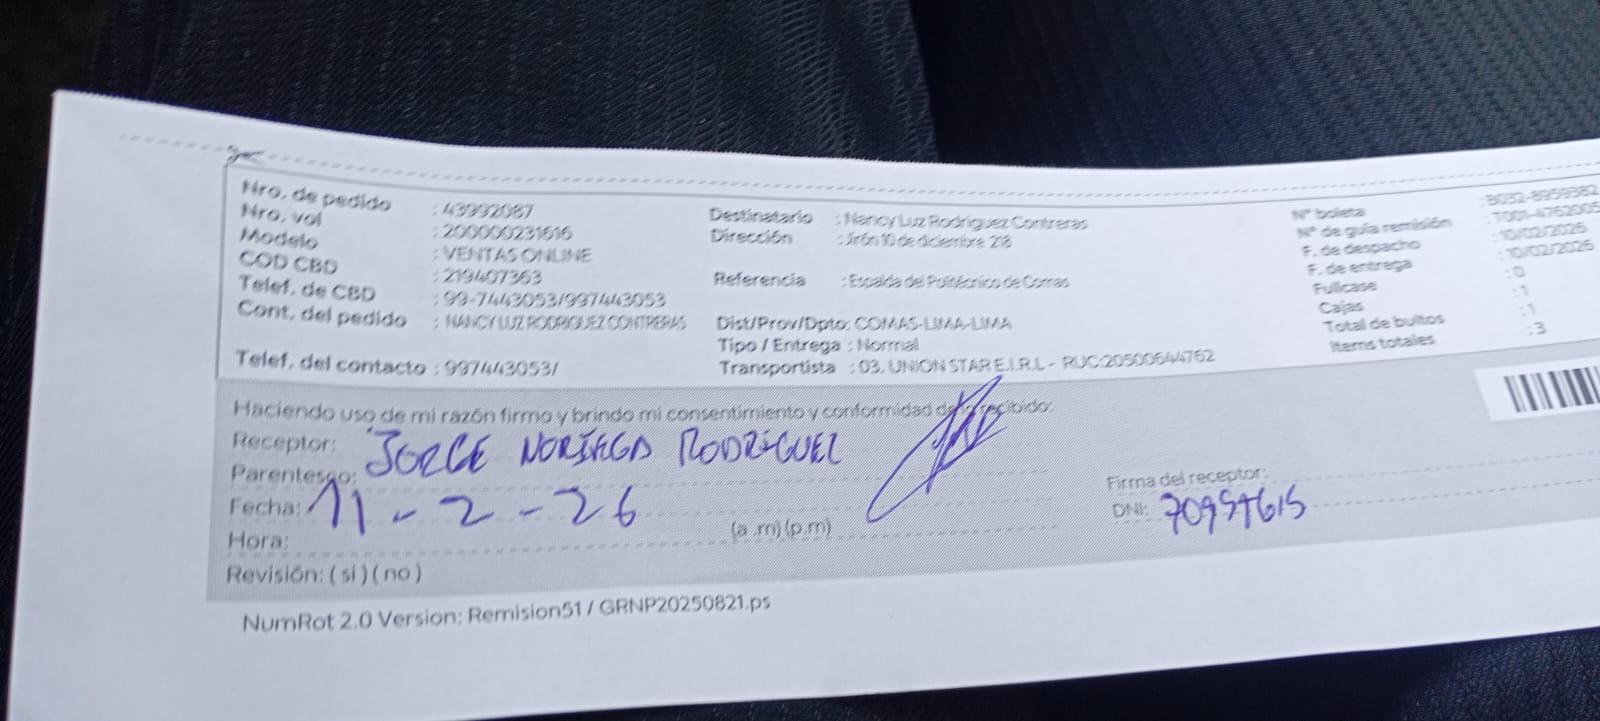 Nro. de pedido : 43992087
Nro. vol : 200000231616
Modelo : VENTAS ONLINE
COD CBD : 219407363
Telef. de CBD : 99-7443053/997443053
Cont. del pedido : NANCY LUZ RODRIGUEZ CONTRERAS
Telef. del contacto : 997443053/
Destinatario : Nancy Luz Rodriguez Contreras
Dirección : Jirón 10 de diciembre 218
Referencia : Espalda del Politécnico de Comas
Dist/Prov/Dpto: COMAS-LIMA-LIMA
Tipo / Entrega : Normal
Transportista : 03. UNION STAR E.I.R.L - RUC:20500644762
N° boleta : B032-8959382
N° de guía remisión : T001-4762005
F. de despacho : 10/02/2026
F. de entrega : 10/02/2026
Fullcase : 0
Cajas : 1
Total de bultos : 1
Items totales : 3
Haciendo uso de mi razón firmo y brindo mi consentimiento y conformidad de lo recibido:
Receptor: JORGE NORIEGA RODRIGUEZ
Parentesco:
Fecha: 11-2-26
Hora: (a.m)(p.m)
Revisión: ( si ) ( no )
Firma del receptor:
DNI:
NumRot 2.0 Version: Remision51 / GRNP20250821.ps